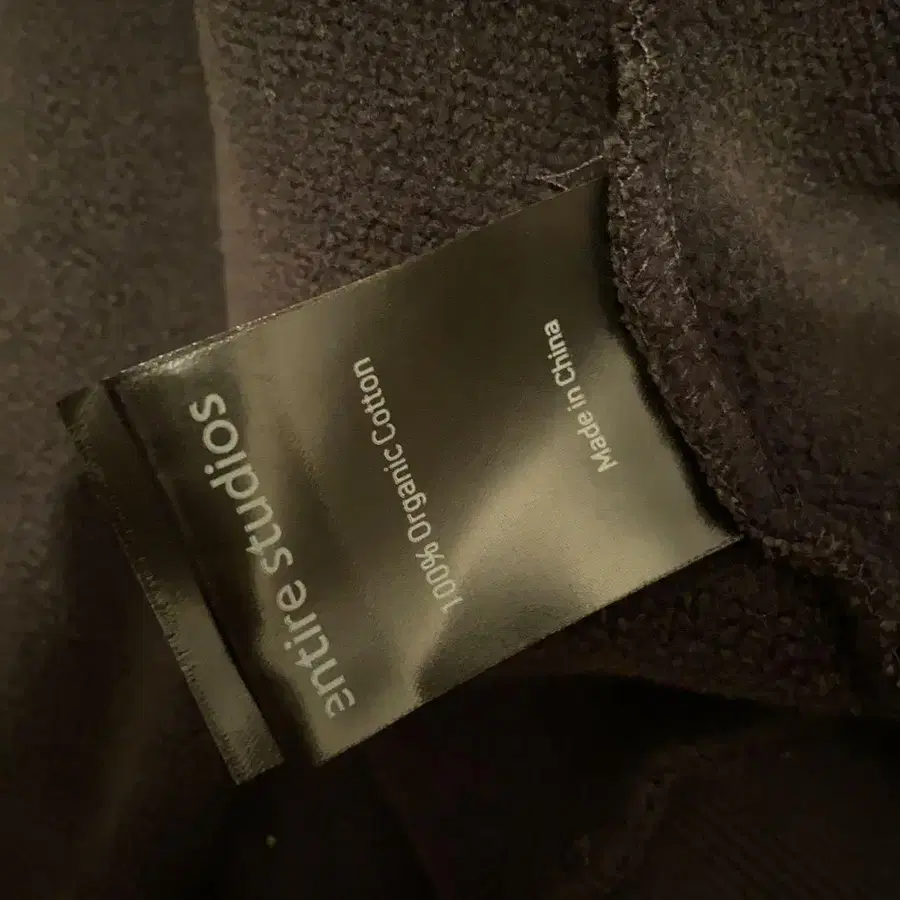 entire studios
100% Organic Cotton
Made in China